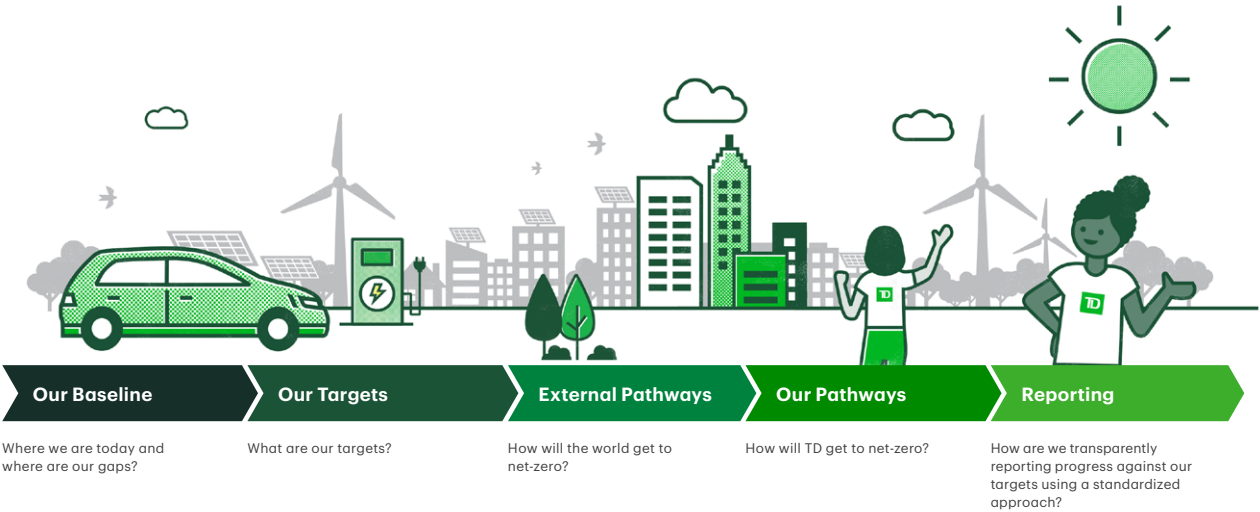 TD
TD
Our Baseline
Our Targets
External Pathways
Our Pathways
Reporting
Where we are today and
where are our gaps?
What are our targets?
How will the world get to
net-zero?
How will TD get to net-zero?
How are we transparently
reporting progress against our
targets using a standardized
approach?